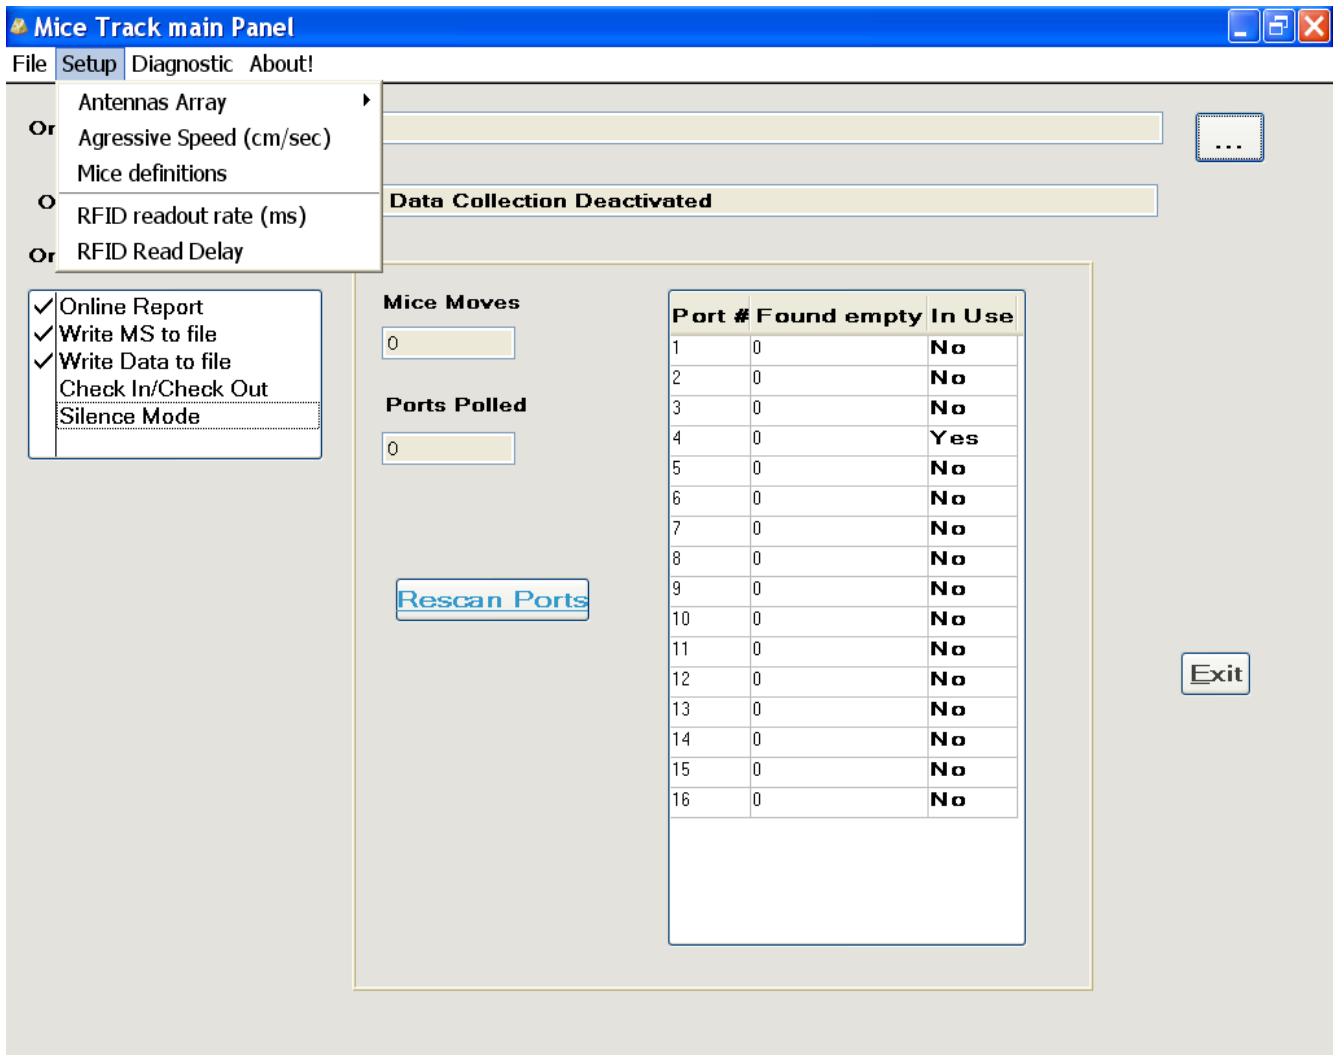 Mice Track main Panel
File Setup Diagnostic About!
Antennas Array
Agressive Speed (cm/sec)
Mice definitions
RFID readout rate (ms)
RFID Read Delay
...
Data Collection Deactivated
Online Report
Write MS to file
Write Data to file
Check In/Check Out
Silence Mode
Mice Moves
0
Ports Polled
0
Rescan Ports
Port # Found empty In Use
1 0 No
2 0 No
3 0 No
4 0 Yes
5 0 No
6 0 No
7 0 No
8 0 No
9 0 No
10 0 No
11 0 No
12 0 No
13 0 No
14 0 No
15 0 No
16 0 No
Exit